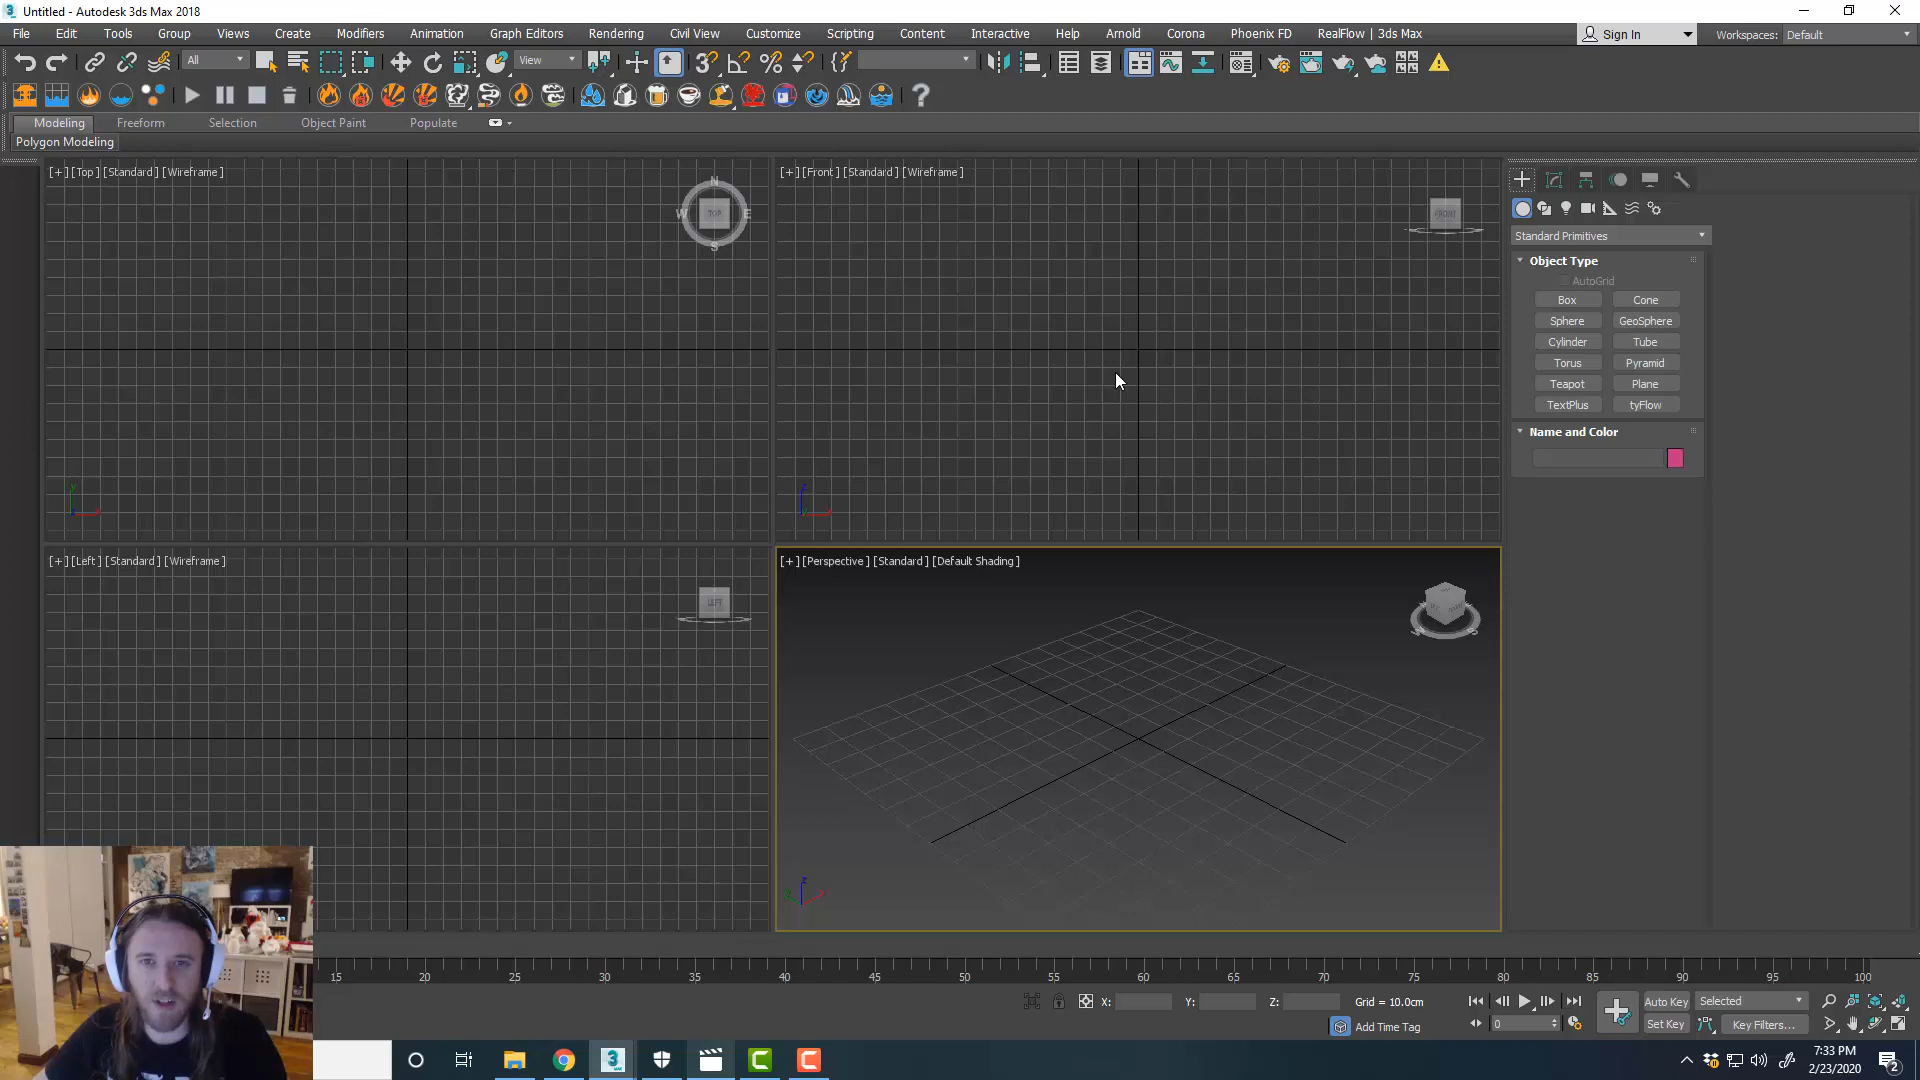 Untitled - Autodesk 3ds Max 2018
File Edit Tools Group Views Create Modifiers Animation Graph Editors Rendering Civil View Customize Scripting Content Interactive Help Arnold Corona Phoenix FD RealFlow | 3ds Max Sign In Workspaces: Default
All View
Modeling Freeform Selection Object Paint Populate
Polygon Modeling
[+] [Top ] [Standard ] [Wireframe ]
N
W TOP E
S
[+] [Front ] [Standard ] [Wireframe ]
FRONT
Standard Primitives
Object Type
AutoGrid
Box Cone
Sphere GeoSphere
Cylinder Tube
Torus Pyramid
Teapot Plane
TextPlus tyFlow
Name and Color
[+] [Left ] [Standard ] [Wireframe ]
LEFT
[+] [Perspective ] [Standard ] [Default Shading ]
15 20 25 30 35 40 45 50 55 60 65 70 75 80 85 90 95 100
X: Y: Z: Grid = 10.0cm
Auto Key Selected
Add Time Tag
0
Set Key Key Filters...
7:33 PM
2/23/2020
2